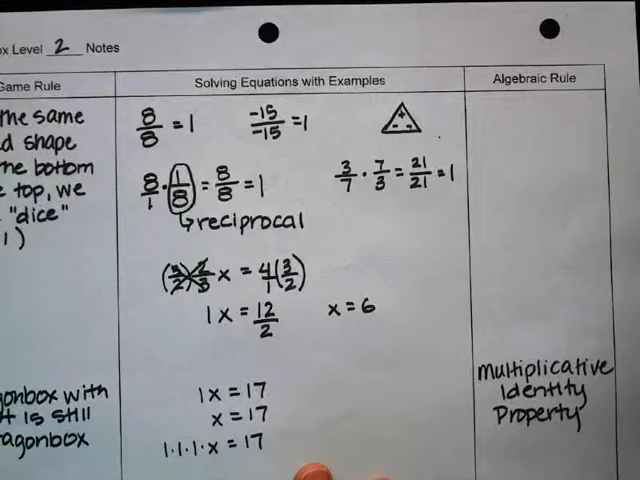 ox Level 2 Notes
Game Rule
Solving Equations with Examples
Algebraic Rule
the same
d shape
he bottom
e top, we
"dice"
1)
8/8 = 1
-15/-15 = 1
+
- -
8/1 · 1/8 = 8/8 = 1
3/7 · 7/3 = 21/21 = 1
↳ reciprocal
(3/2) 2/3 x = 4/1 (3/2)
1x = 12/2
x = 6
gonbox with
t is still
agonbox
1x = 17
x = 17
1·1·1·x = 17
Multiplicative
Identity
Property